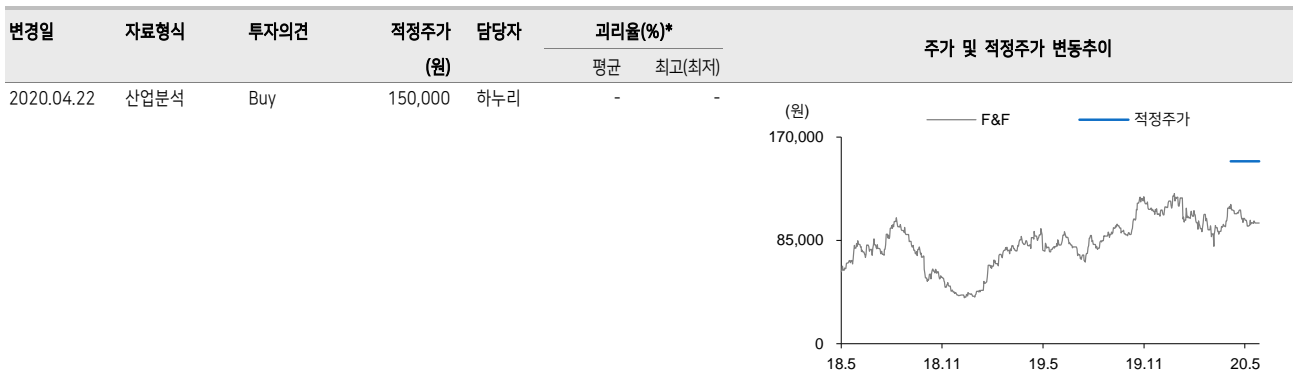 변경일 자료형식 투자의견 적정주가 담당자 괴리율(%)* 주가 및 적정주가 변동추이
(원) 평균 최고(최저)
2020.04.22 산업분석 Buy 150,000 하누리 - -
(원) F&F 적정주가
170,000
85,000
0
18.5 18.11 19.5 19.11 20.5